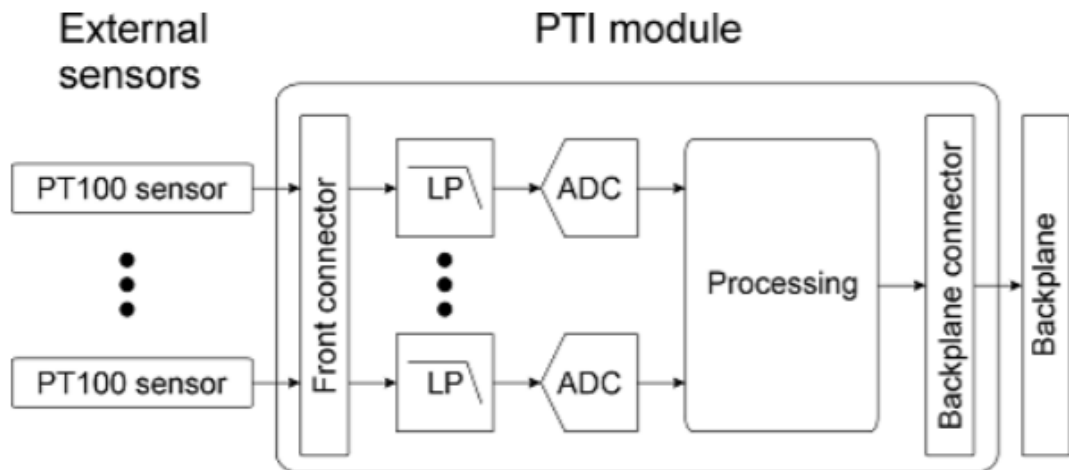 External
sensors
PTI module
PT100 sensor
PT100 sensor
Front connector
LP
ADC
LP
ADC
Processing
Backplane connector
Backplane